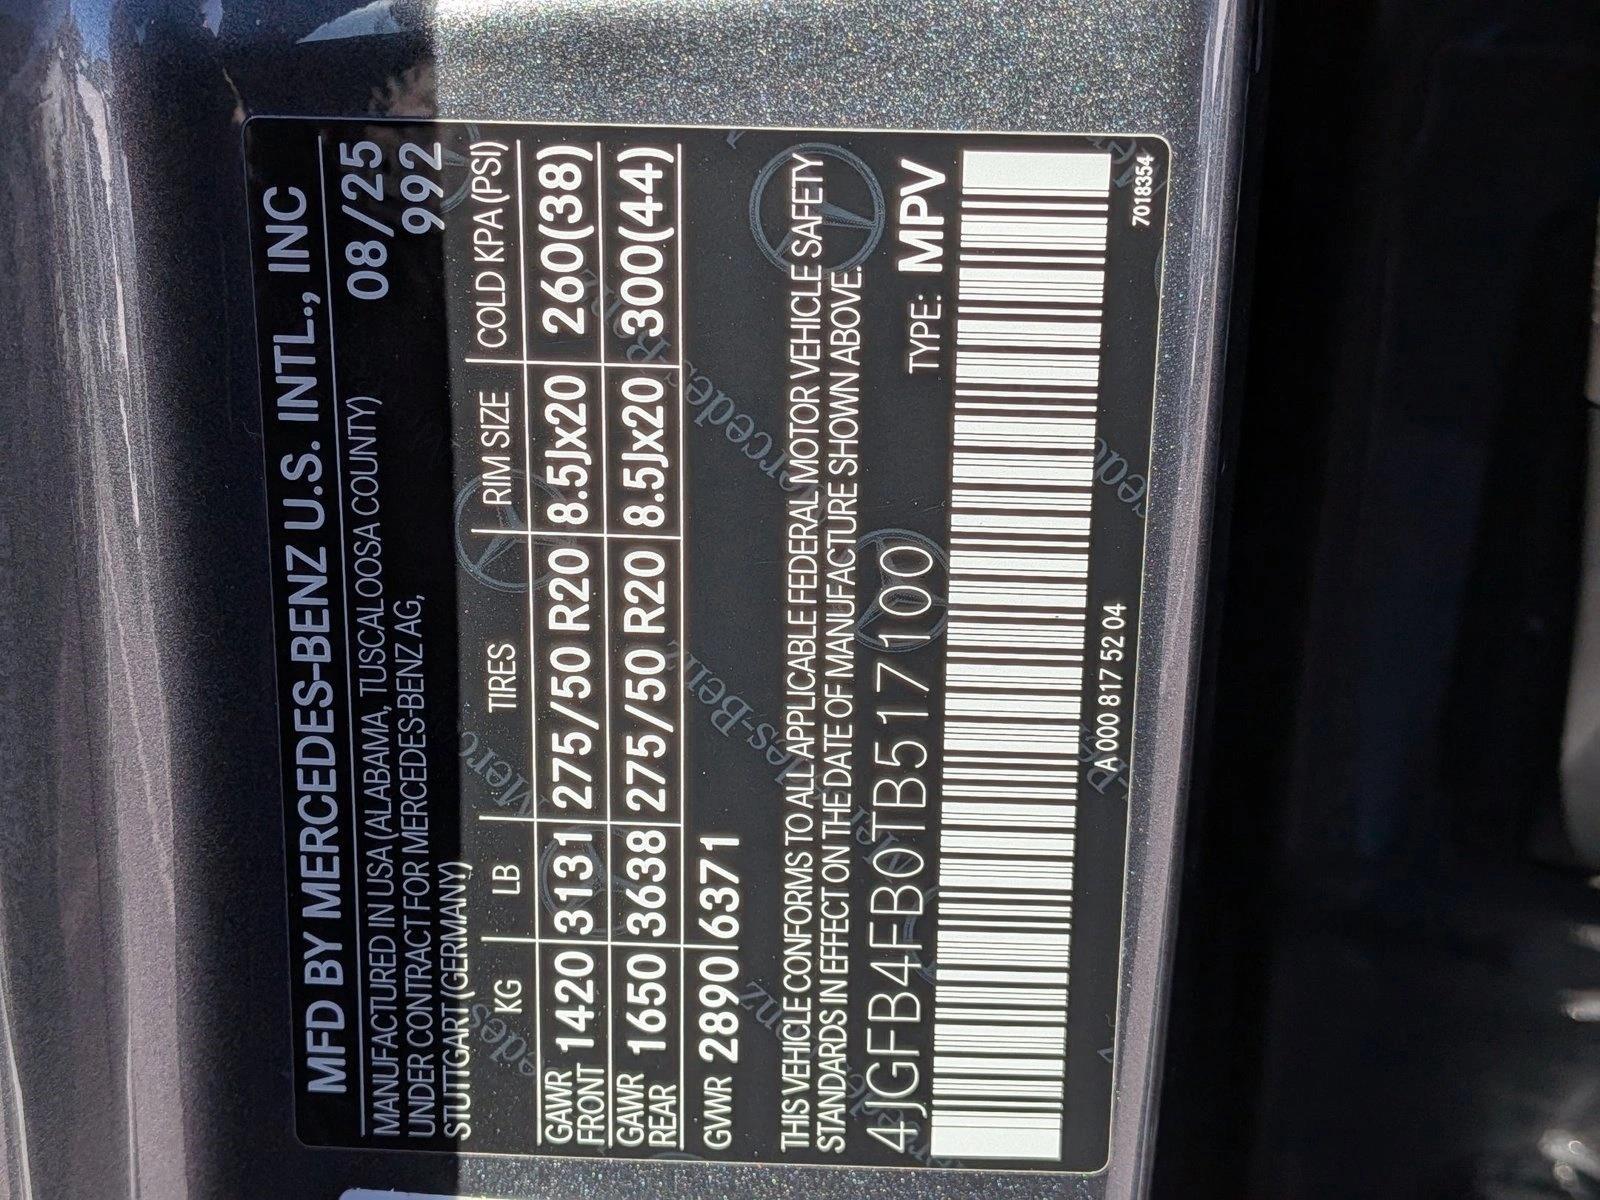 MFD BY MERCEDES-BENZ U.S. INTL., INC
MANUFACTURED IN USA (ALABAMA, TUSCALOOSA COUNTY) 08/25
UNDER CONTRACT FOR MERCEDES-BENZ AG, 992
STUTTGART (GERMANY)
KG LB TIRES RIM SIZE COLD KPA (PSI)
GAWR FRONT 1420 3131 275/50 R20 8.5Jx20 260(38)
GAWR REAR 1650 3638 275/50 R20 8.5Jx20 300(44)
GVWR 2890 6371
THIS VEHICLE CONFORMS TO ALL APPLICABLE FEDERAL MOTOR VEHICLE SAFETY
STANDARDS IN EFFECT ON THE DATE OF MANUFACTURE SHOWN ABOVE.
4JGFB4FB0TB517100 TYPE: MPV
A 000 817 52 04 7018354